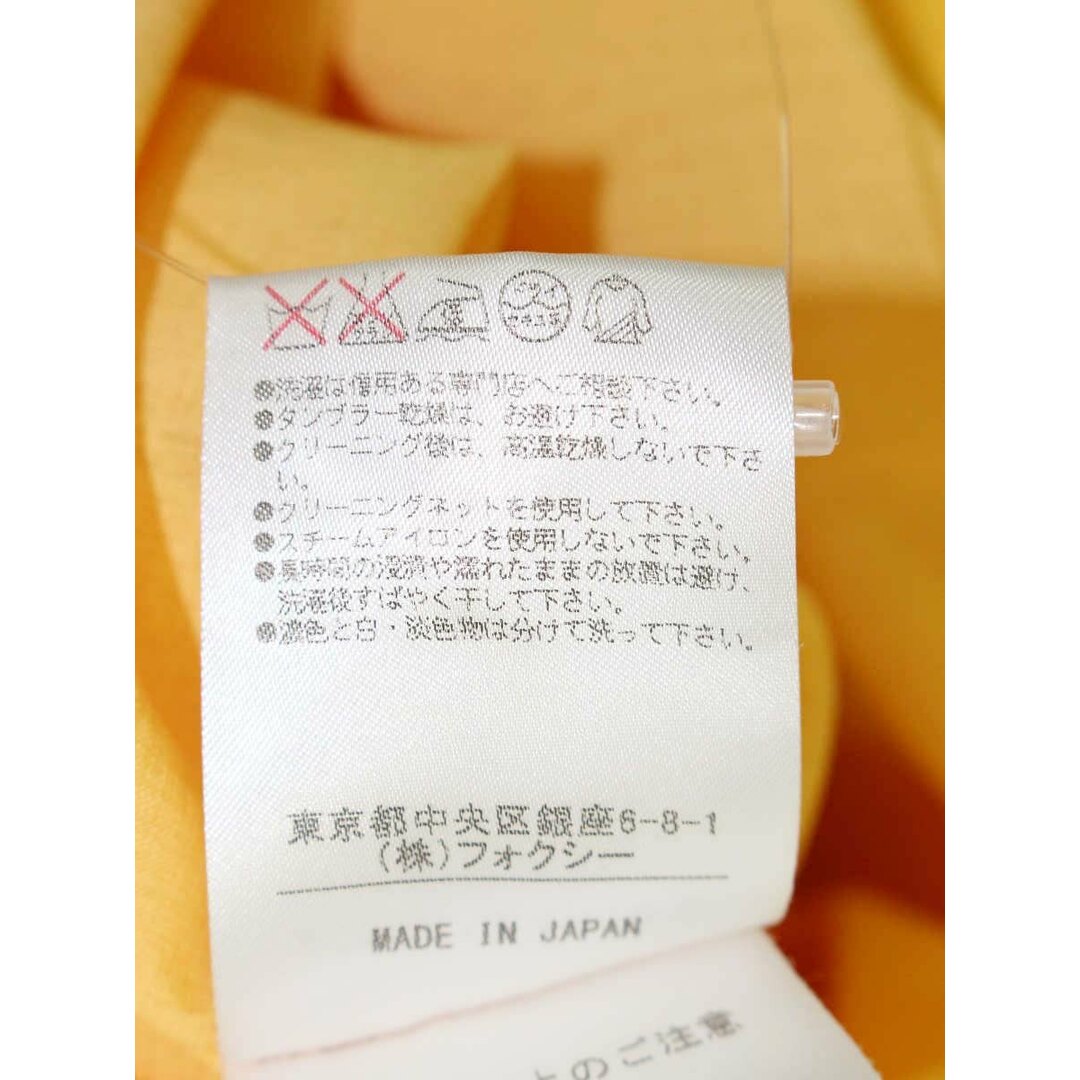 ●洗濯は信用ある専門店へご相談下さい。
●タンブラー乾燥は、お避け下さい。
●クリーニング後は、高温乾燥しないで下さ
い。
●クリーニングネットを使用して下さい。
●スチームアイロンを使用しないで下さい。
●長時間の浸漬や濡れたままの放置は避け、
洗濯後すばやく干して下さい。
●濃色と白・淡色物は分けて洗って下さい。
東京都中央区銀座6-8-1
(株)フォクシー
MADE IN JAPAN
のご注意